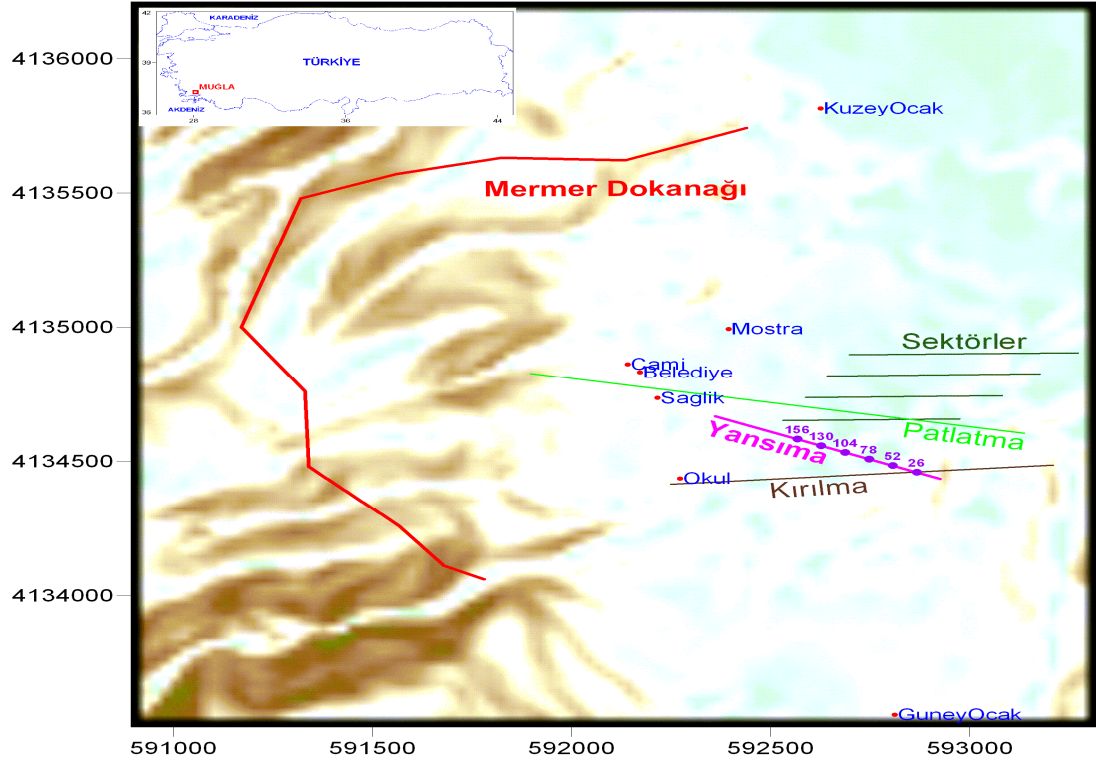 42
KARADENİZ
39
TÜRKİYE
MUĞLA
36
AKDENİZ
28
36
44
4136000
KuzeyOcak
4135500
Mermer Dokanağı
4135000
Mostra
Sektörler
Cami
Belediye
Saglik
Patlatma
Yansıma
156 130 104 78 52 26
4134500
Okul
Kırılma
4134000
GuneyOcak
591000 591500 592000 592500 593000